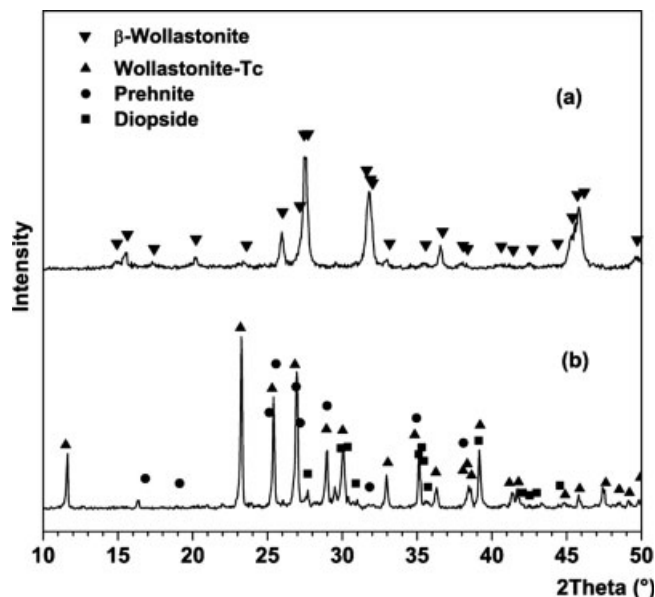 β-Wollastonite
Wollastonite-Tc
Prehnite
Diopside
(a)
(b)
Intensity
10 15 20 25 30 35 40 45 50
2Theta (°)